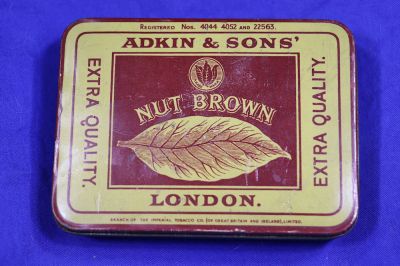 REGISTERED NOS. 4044 4052 AND 22563.
ADKIN & SONS'
EXTRA QUALITY.
NUT BROWN
EXTRA QUALITY.
LONDON.
BRANCH OF THE IMPERIAL TOBACCO CO. (OF GREAT BRITAIN AND IRELAND), LIMITED.